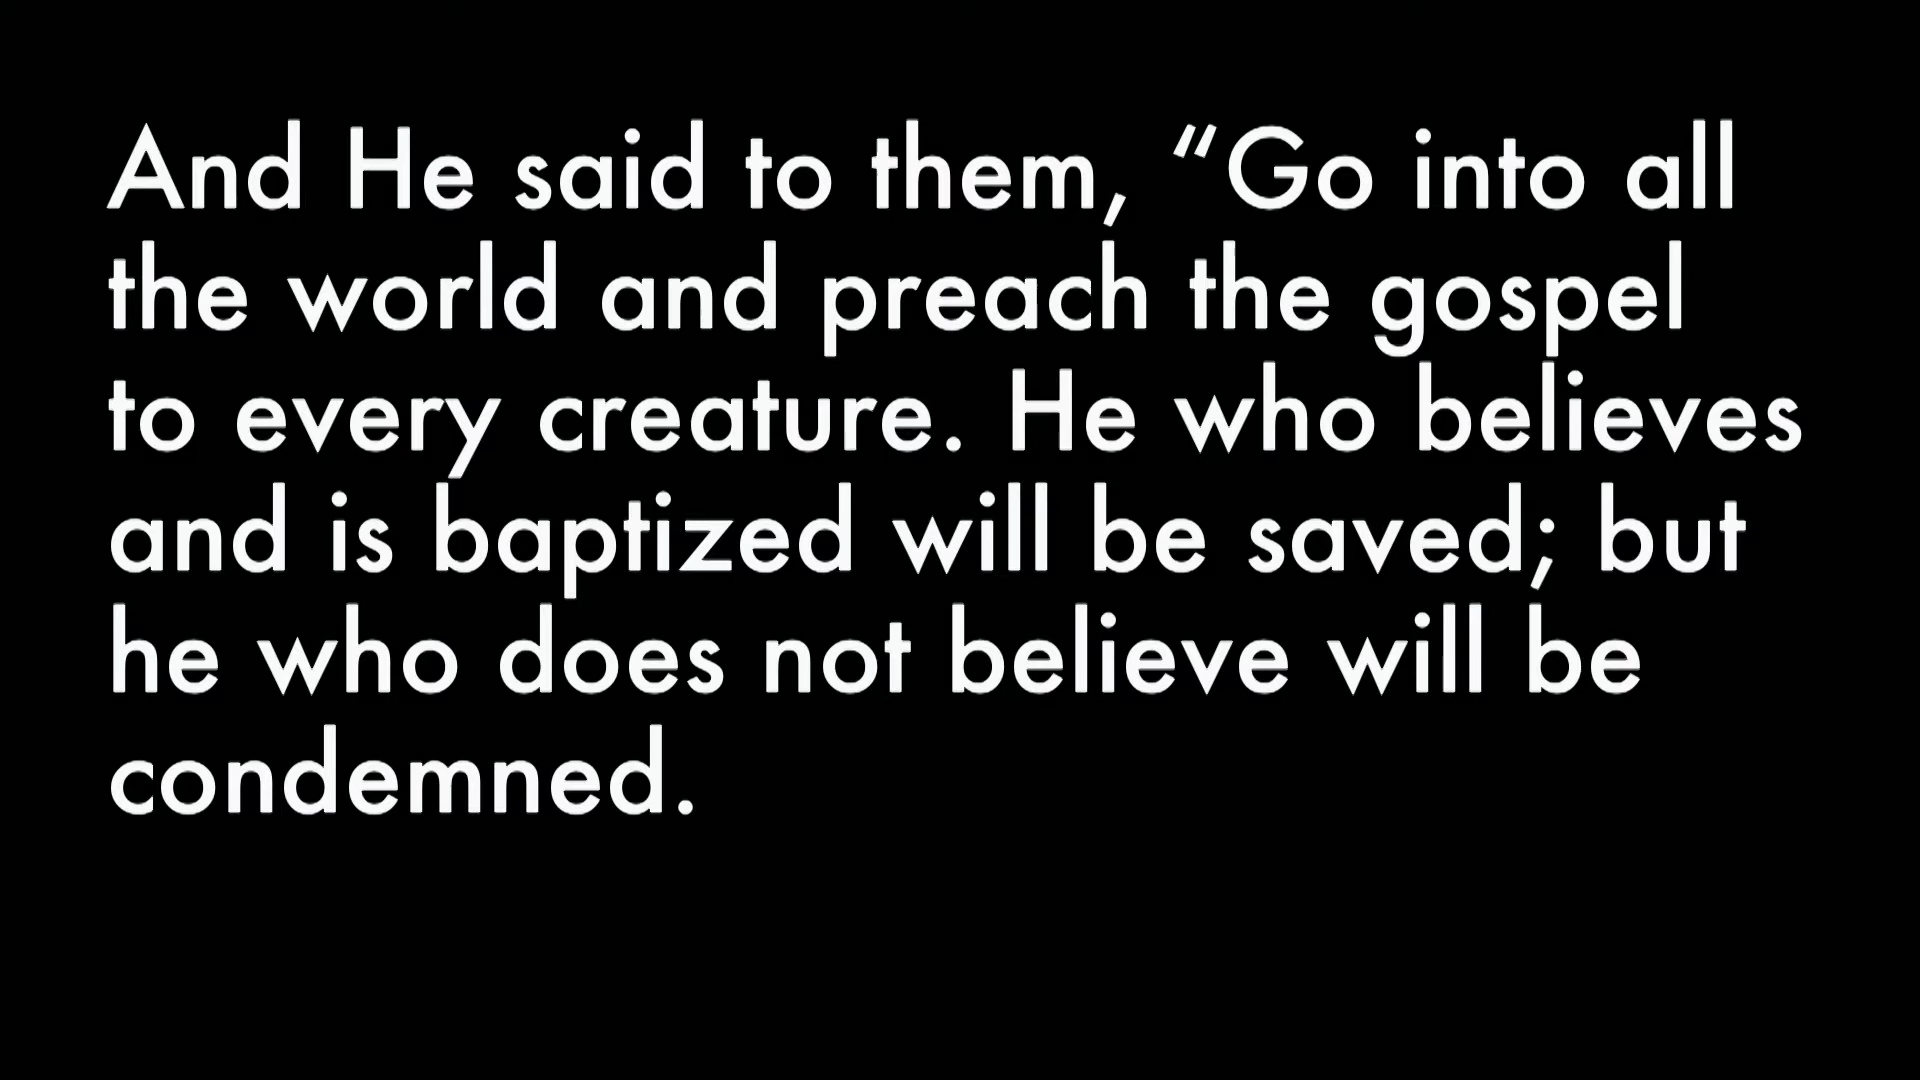 And He said to them, “Go into all
the world and preach the gospel
to every creature. He who believes
and is baptized will be saved; but
he who does not believe will be
condemned.